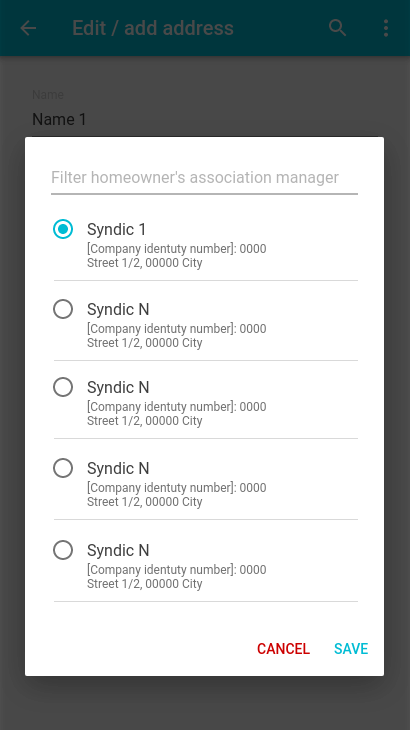 Edit / add address
Name
Name 1
Filter homeowner's association manager
Syndic 1
[Company identuty number]: 0000
Street 1/2, 00000 City
Syndic N
[Company identuty number]: 0000
Street 1/2, 00000 City
Syndic N
[Company identuty number]: 0000
Street 1/2, 00000 City
Syndic N
[Company identuty number]: 0000
Street 1/2, 00000 City
Syndic N
[Company identuty number]: 0000
Street 1/2, 00000 City
CANCEL SAVE